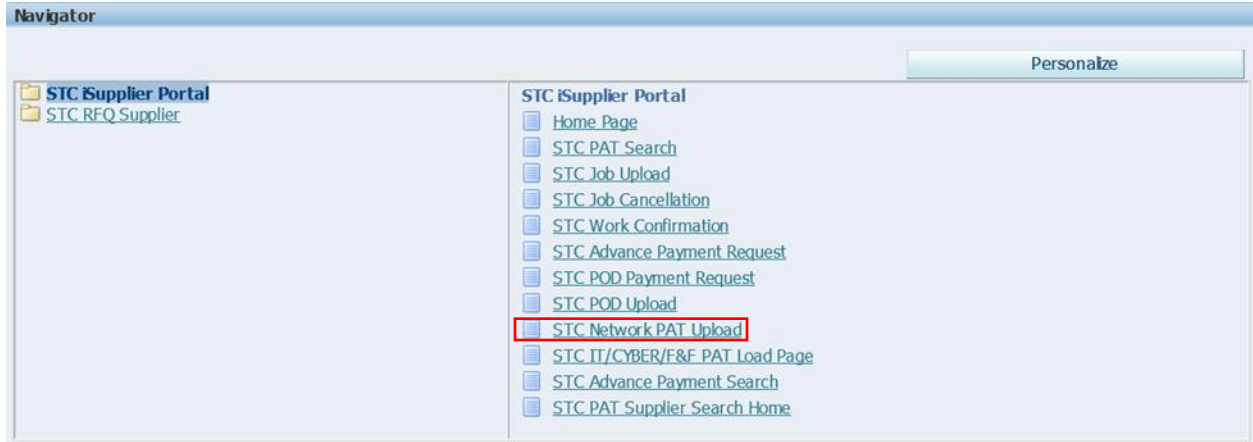 Navigator
Personalize
STC iSupplier Portal
STC RFQ Supplier
STC iSupplier Portal
Home Page
STC PAT Search
STC Job Upload
STC Job Cancellation
STC Work Confirmation
STC Advance Payment Request
STC POD Payment Request
STC POD Upload
STC Network PAT Upload
STC IT/CYBER/F&F PAT Load Page
STC Advance Payment Search
STC PAT Supplier Search Home